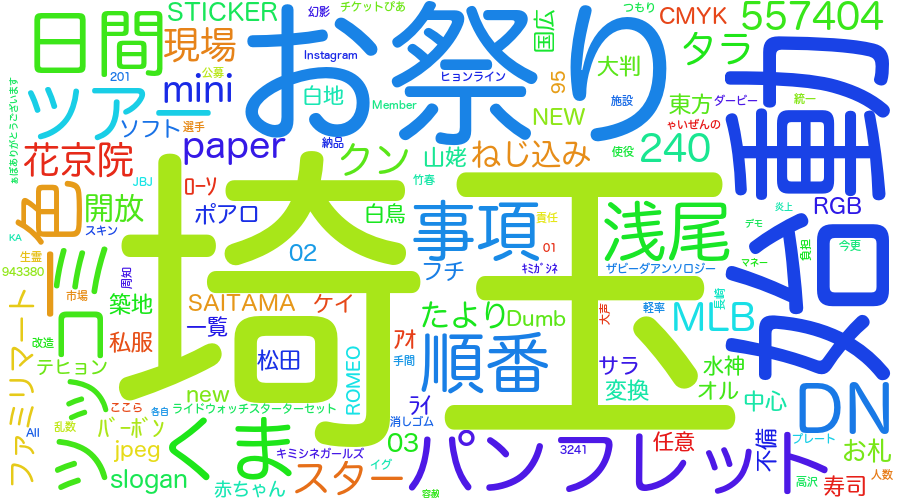 STICKER
幻影
チケットぴあ
つもり
CMYK
557404
日間
現場
お祭り
国広
タラ
Instagram
201
公募
ヒョンライン
大判
始動
mini
白地
Member
95
施設
東方
ダービー
統一
ツアー
ソフト
選手
NEW
ゃいぜんの
ぁぽありがとうございます
納品
花京院
paper
クン
山姥
ねじ込み
使役
240
JBJ
ﾛｰｿ
竹春
色
開放
ポアロ
白鳥
事項
責任
浅尾
RGB
炎上
スキン
デモ
KA
02
01
負担
今更
生霊
943380
周知
フチ
ｷﾐｶﾞｼﾈ
ザビーダアンソロジー
マネー
埼玉
市場
築地
SAITAMA
ケイ
たより
Dumb
大声
軽率
長崎
MLB
コミック
一覧
改造
私服
ｱｵ
順番
ファミリーマート
テヒョン
松田
手間
サラ
水神
ROMEO
new
ﾗｲ
変換
オル
中心
DN
ここら
各自
ライドウォッチスターターセット
消しゴム
All
乱数
ﾊﾞｰﾎﾞﾝ
くま
03
パンフレット
任意
不備
プレート
お札
jpeg
キミシネガールズ
3241
slogan
スター
イグ
赤ちゃん
容赦
高沢
寿司
人数